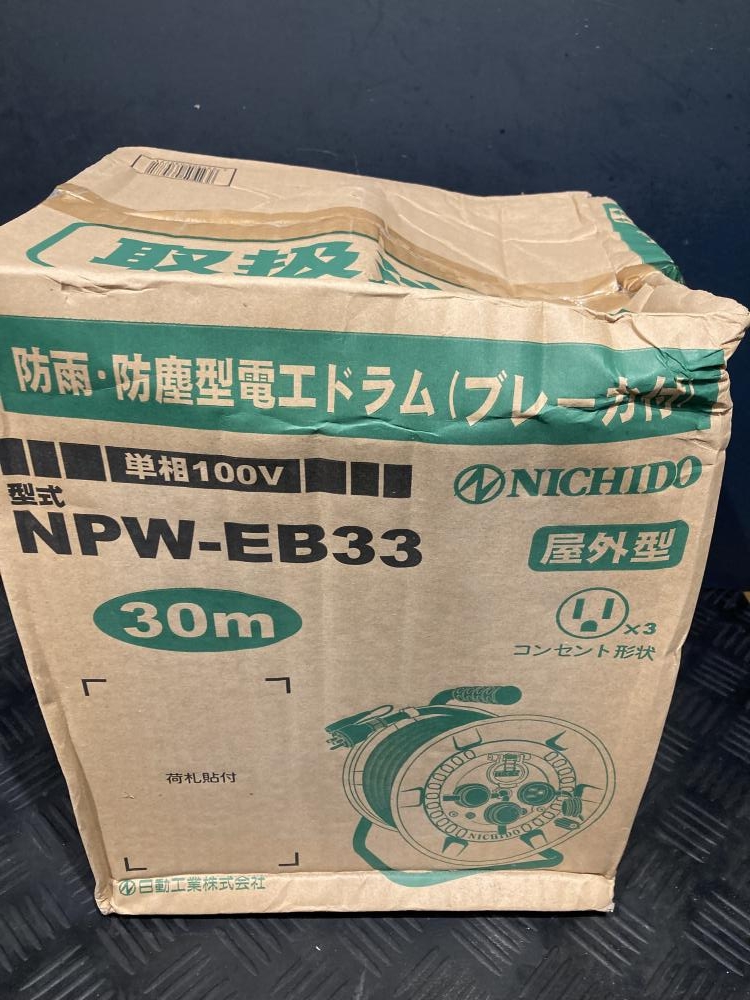 取扱
防雨・防塵型電工ドラム(ブレーカ付)
単相100V
NICHIDO
型式
NPW-EB33
屋外型
30m
×3
コンセント形状
荷札貼付
NICHIDO
日動工業株式会社